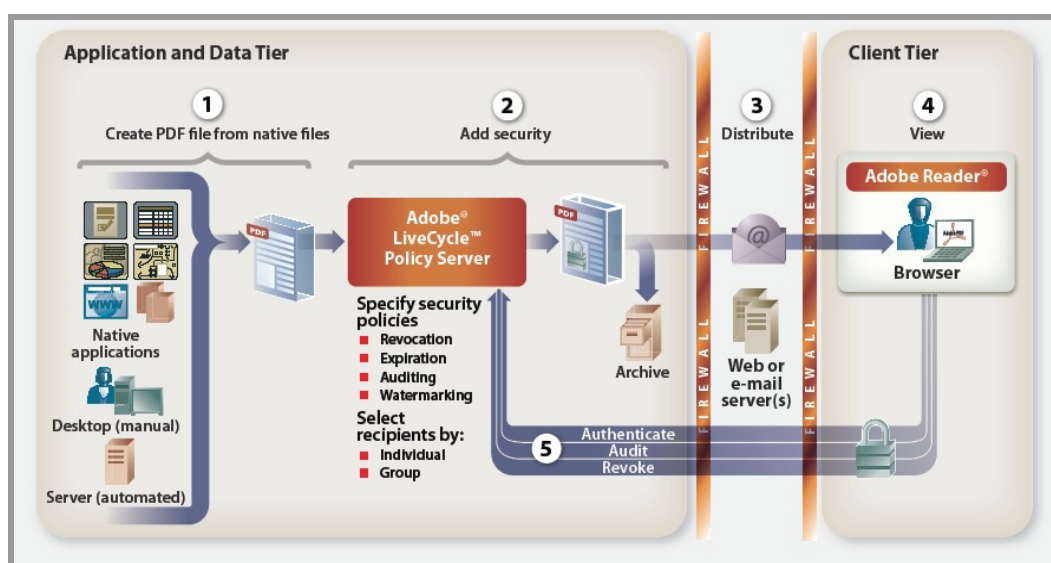 Application and Data Tier
1
Create PDF file from native files
PDF
www
Native
applications
Desktop (manual)
Server (automated)
2
Add security
Adobe®
LiveCycle™
Policy Server
PDF
Specify security
policies
Revocation
Expiration
Auditing
Watermarking
Select
recipients by:
Individual
Group
Archive
FIREWALL
FIREWALL
3
Distribute
@
Web or
e-mail
server(s)
FIREWALL
FIREWALL
Client Tier
4
View
Adobe Reader®
Browser
5
Authenticate
Audit
Revoke